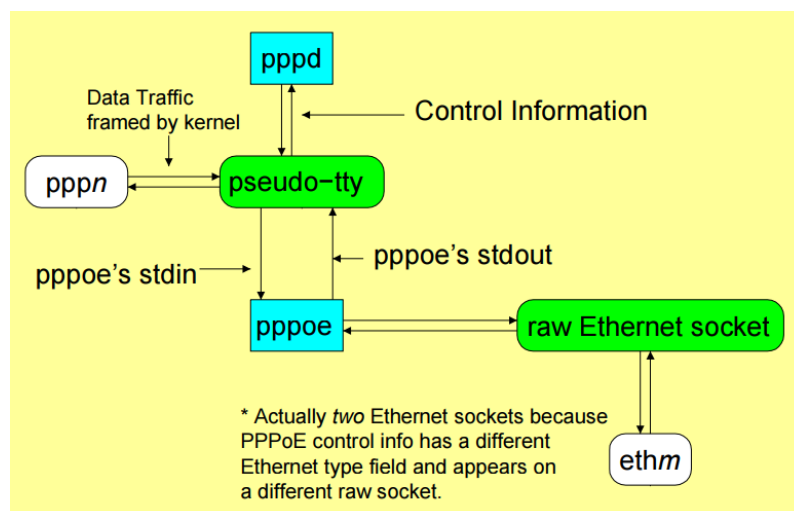 pppd
Data Traffic
framed by kernel
Control Information
pppn
pseudo−tty
pppoe’s stdin
pppoe’s stdout
pppoe
raw Ethernet socket
* Actually two Ethernet sockets because
PPPoE control info has a different
Ethernet type field and appears on
a different raw socket.
ethm